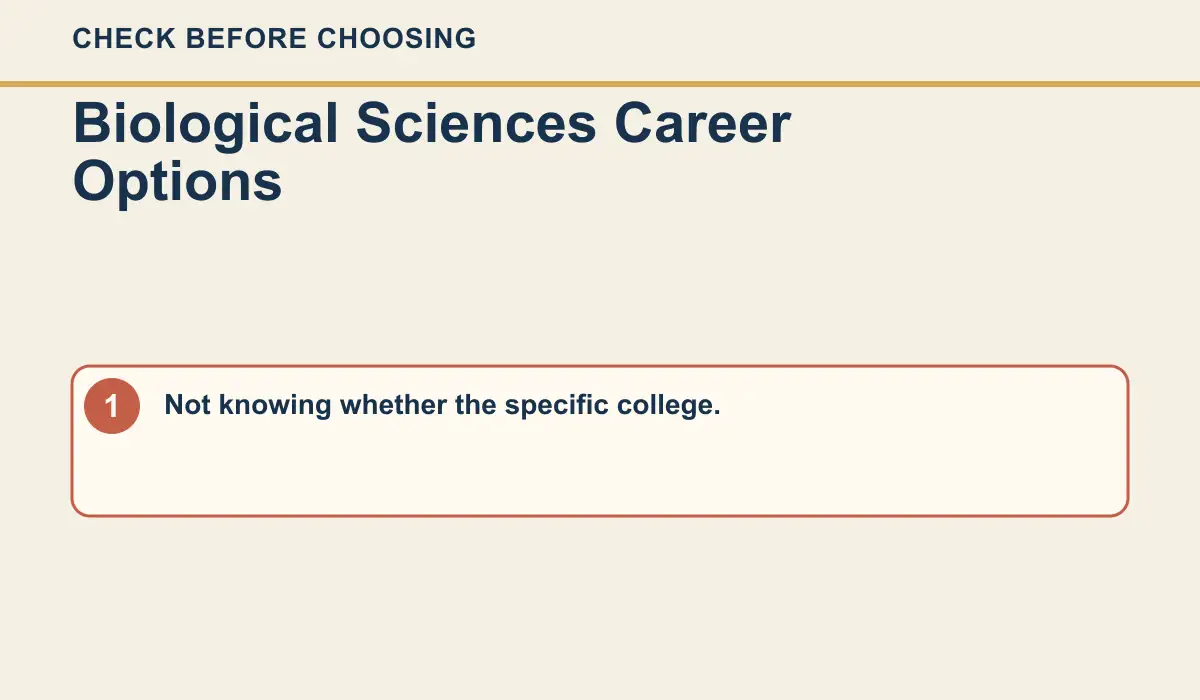 CHECK BEFORE CHOOSING
Biological Sciences Career
Options
1
Not knowing whether the specific college.